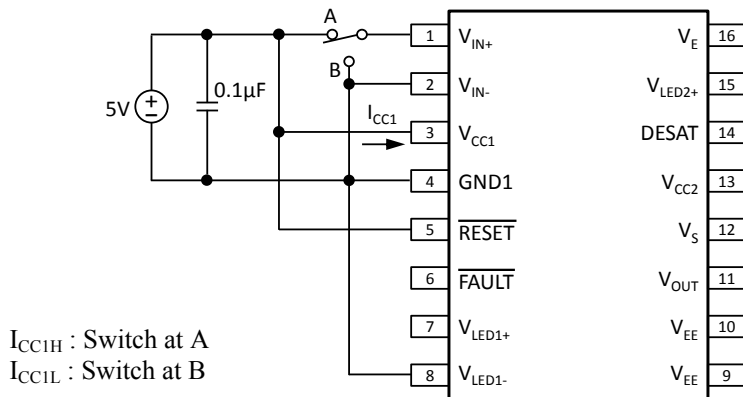 A
B
5V
0.1µF
I_CC1
1 V_IN+ V_E 16
2 V_IN- V_LED2+ 15
3 V_CC1 DESAT 14
4 GND1 V_CC2 13
5 RESET V_S 12
6 FAULT V_OUT 11
7 V_LED1+ V_EE 10
8 V_LED1- V_EE 9
I_CC1H : Switch at A
I_CC1L : Switch at B